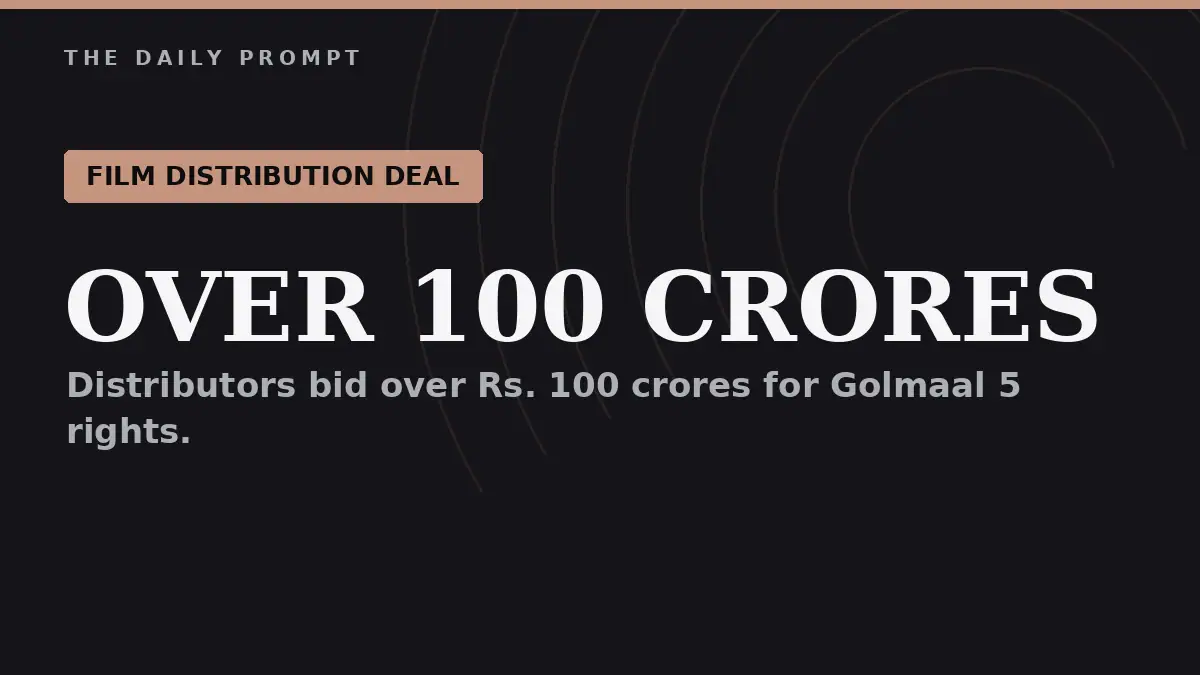 THE DAILY PROMPT
FILM DISTRIBUTION DEAL
OVER 100 CRORES
Distributors bid over Rs. 100 crores for Golmaal 5
rights.